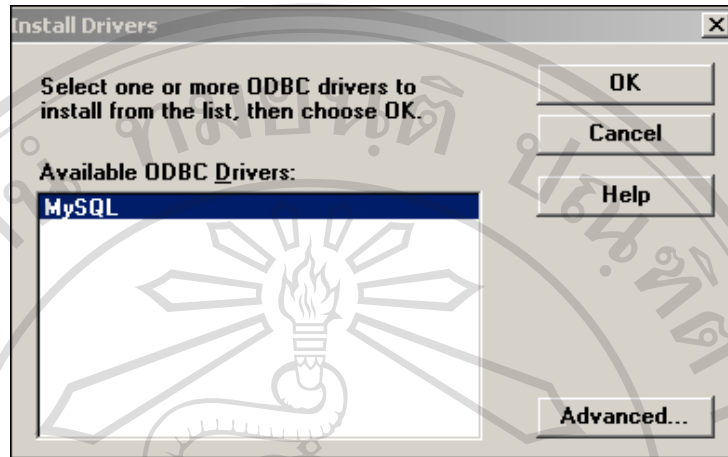 Install Drivers
Select one or more ODBC drivers to
install from the list, then choose OK.
Available ODBC Drivers:
MySQL
OK
Cancel
Help
Advanced...